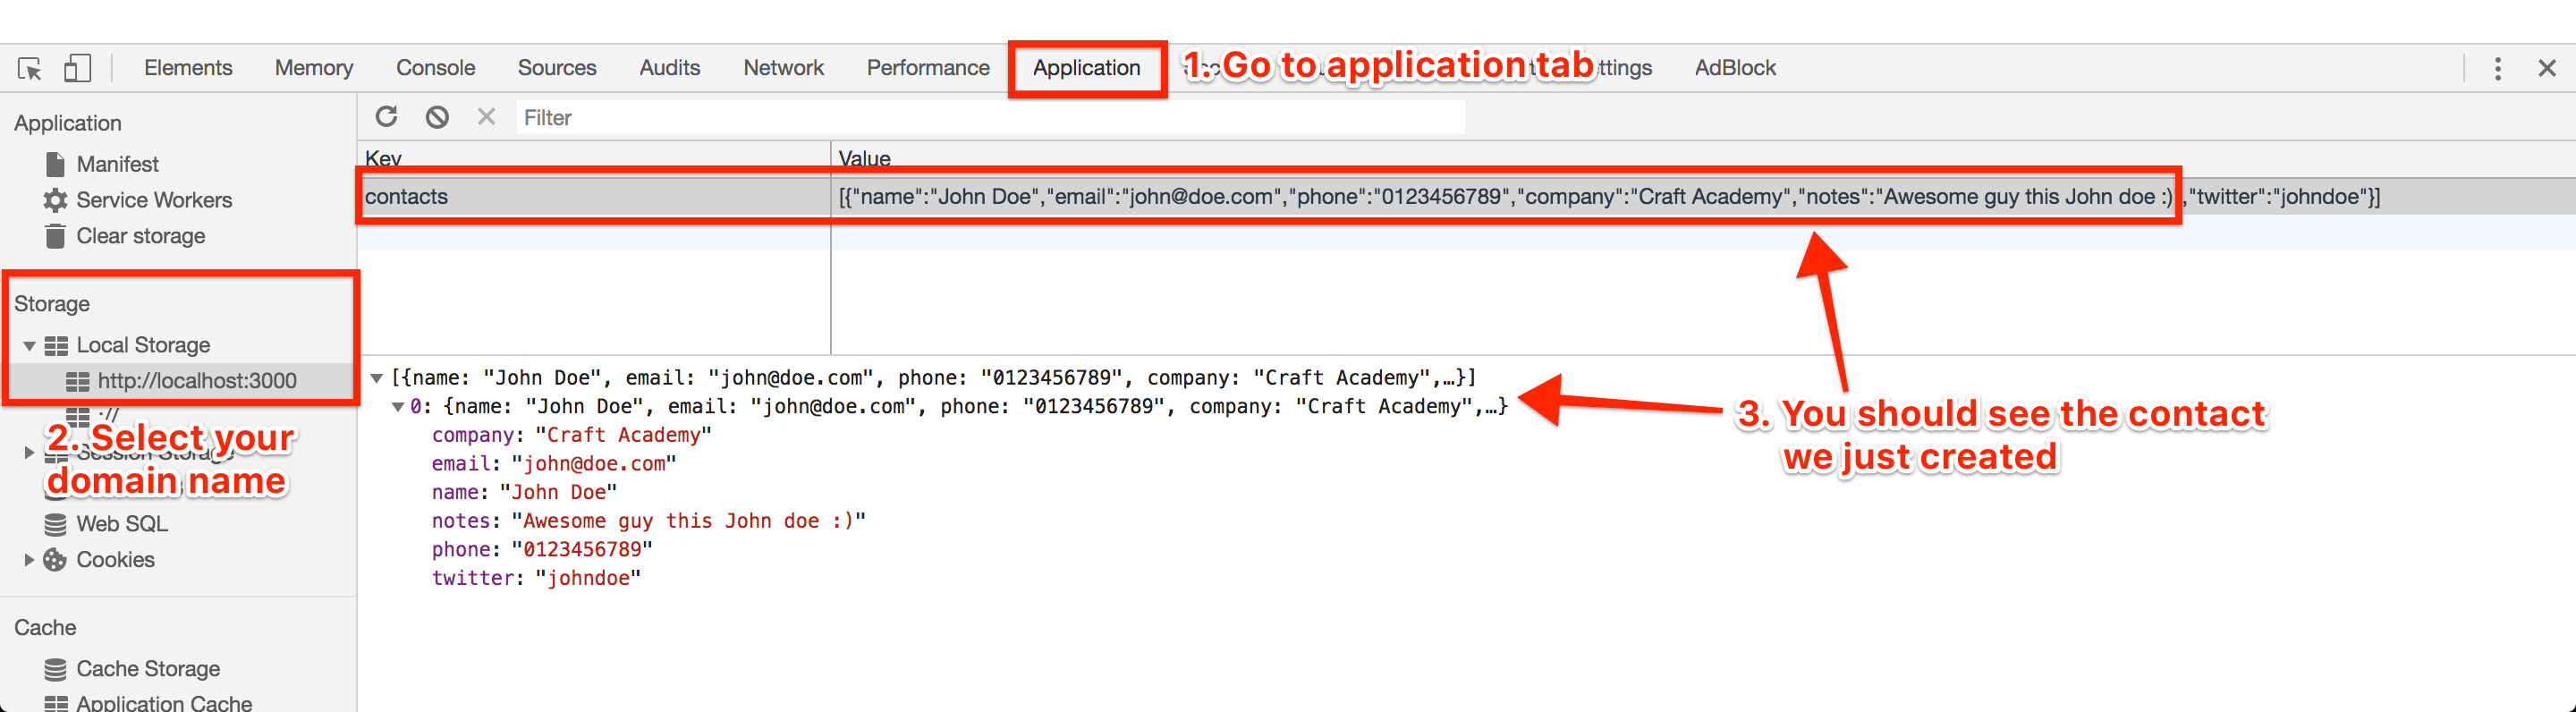 Elements Memory Console Sources Audits Network Performance Application 1. Go to application tab ttings AdBlock
Application
Manifest
Service Workers
Clear storage
Storage
Local Storage
http://localhost:3000
://
2. Select your
domain name
Session Storage
Web SQL
Cookies
Cache
Cache Storage
Application Cache
Filter
Key Value
contacts [{"name":"John Doe","email":"john@doe.com","phone":"0123456789","company":"Craft Academy","notes":"Awesome guy this John doe :) ,"twitter":"johndoe"}]
[{name: "John Doe", email: "john@doe.com", phone: "0123456789", company: "Craft Academy",…}]
0: {name: "John Doe", email: "john@doe.com", phone: "0123456789", company: "Craft Academy",…}
company: "Craft Academy"
email: "john@doe.com"
name: "John Doe"
notes: "Awesome guy this John doe :)"
phone: "0123456789"
twitter: "johndoe"
3. You should see the contact
we just created